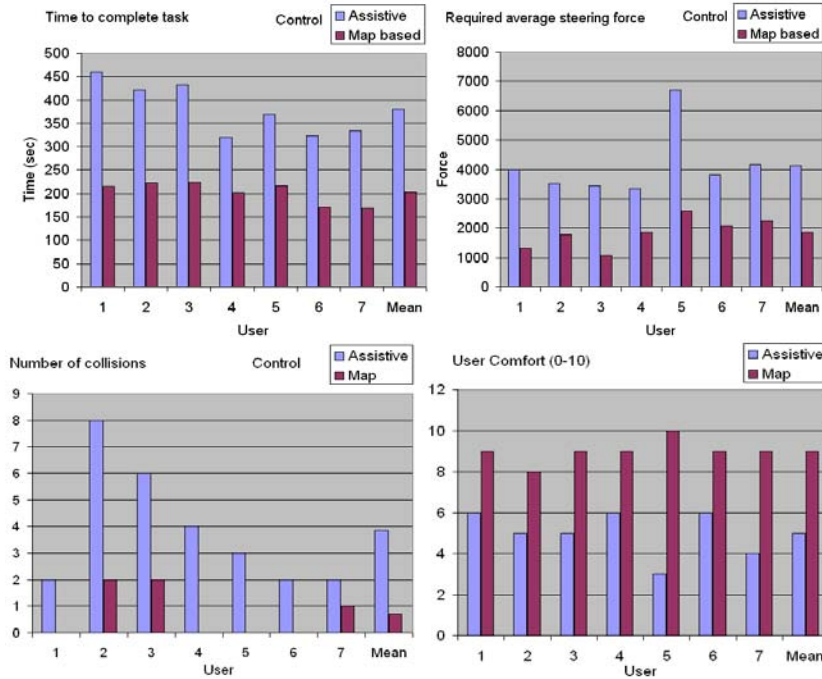 Time to complete task
Control
Assistive
Map based
500
450
400
350
300
250
200
150
100
50
0
Time (sec)
1 2 3 4 5 6 7 Mean
User
Required average steering force
Control
Assistive
Map based
8000
7000
6000
5000
4000
3000
2000
1000
0
Force
1 2 3 4 5 6 7 Mean
User
Number of collisions
Control
Assistive
Map
9
8
7
6
5
4
3
2
1
0
1 2 3 4 5 6 7 Mean
User
User Comfort (0-10)
Assistive
Map
12
10
8
6
4
2
0
1 2 3 4 5 6 7 Mean
User